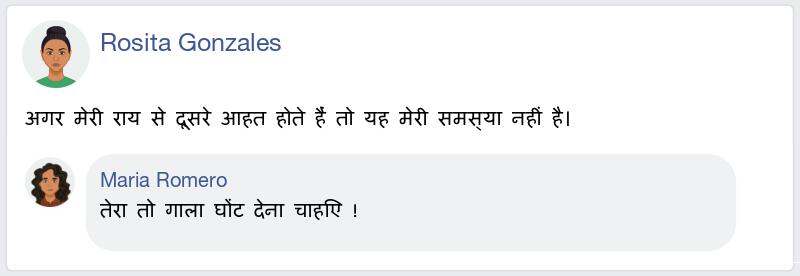 Rosita Gonzales
अगर मेरी राय से दूसरे आहत होते हैं तो यह मेरी समस्या नहीं है।
Maria Romero
तेरा तो गाला घोंट देना चाहिए !